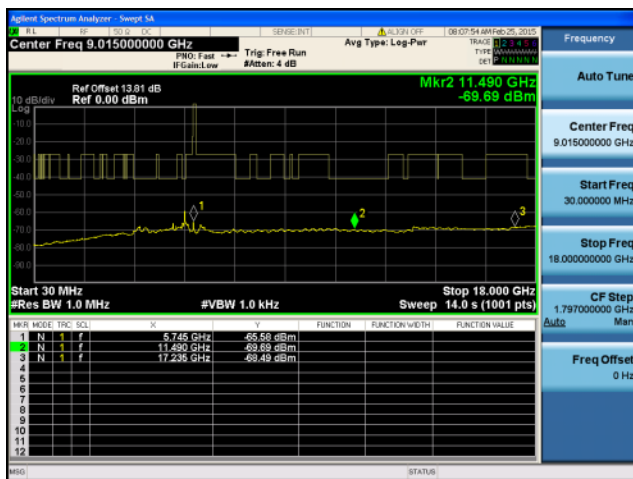 Agilent Spectrum Analyzer - Swept SA
RL RF 50 Ω DC SENSE:INT ALIGN OFF 08:07:54 AM Feb 25, 2015
Center Freq 9.015000000 GHz
PNO: Fast
IFGain:Low
Trig: Free Run
#Atten: 4 dB
Avg Type: Log-Pwr
TRACE 1 2 3 4 5 6
TYPE
DET P N N N N N
Ref Offset 13.81 dB
Ref 0.00 dBm
Mkr2 11.490 GHz
-69.69 dBm
10 dB/div
Log
-10.0
-20.0
-30.0
-40.0
-50.0
-60.0
-70.0
-80.0
-90.0
1
2
3
Start 30 MHz
Stop 18.000 GHz
#Res BW 1.0 MHz
#VBW 1.0 kHz
Sweep 14.0 s (1001 pts)
MKR MODE TRC SCL X Y FUNCTION FUNCTION WIDTH FUNCTION VALUE
1 N 1 f 5.745 GHz -65.58 dBm
2 N 1 f 11.490 GHz -69.69 dBm
3 N 1 f 17.235 GHz -68.49 dBm
4
5
6
7
8
9
10
11
12
MSG STATUS
Frequency
Auto Tune
Center Freq
9.015000000 GHz
Start Freq
30.000000 MHz
Stop Freq
18.000000000 GHz
CF Step
1.797000000 GHz
Auto Man
Freq Offset
0 Hz